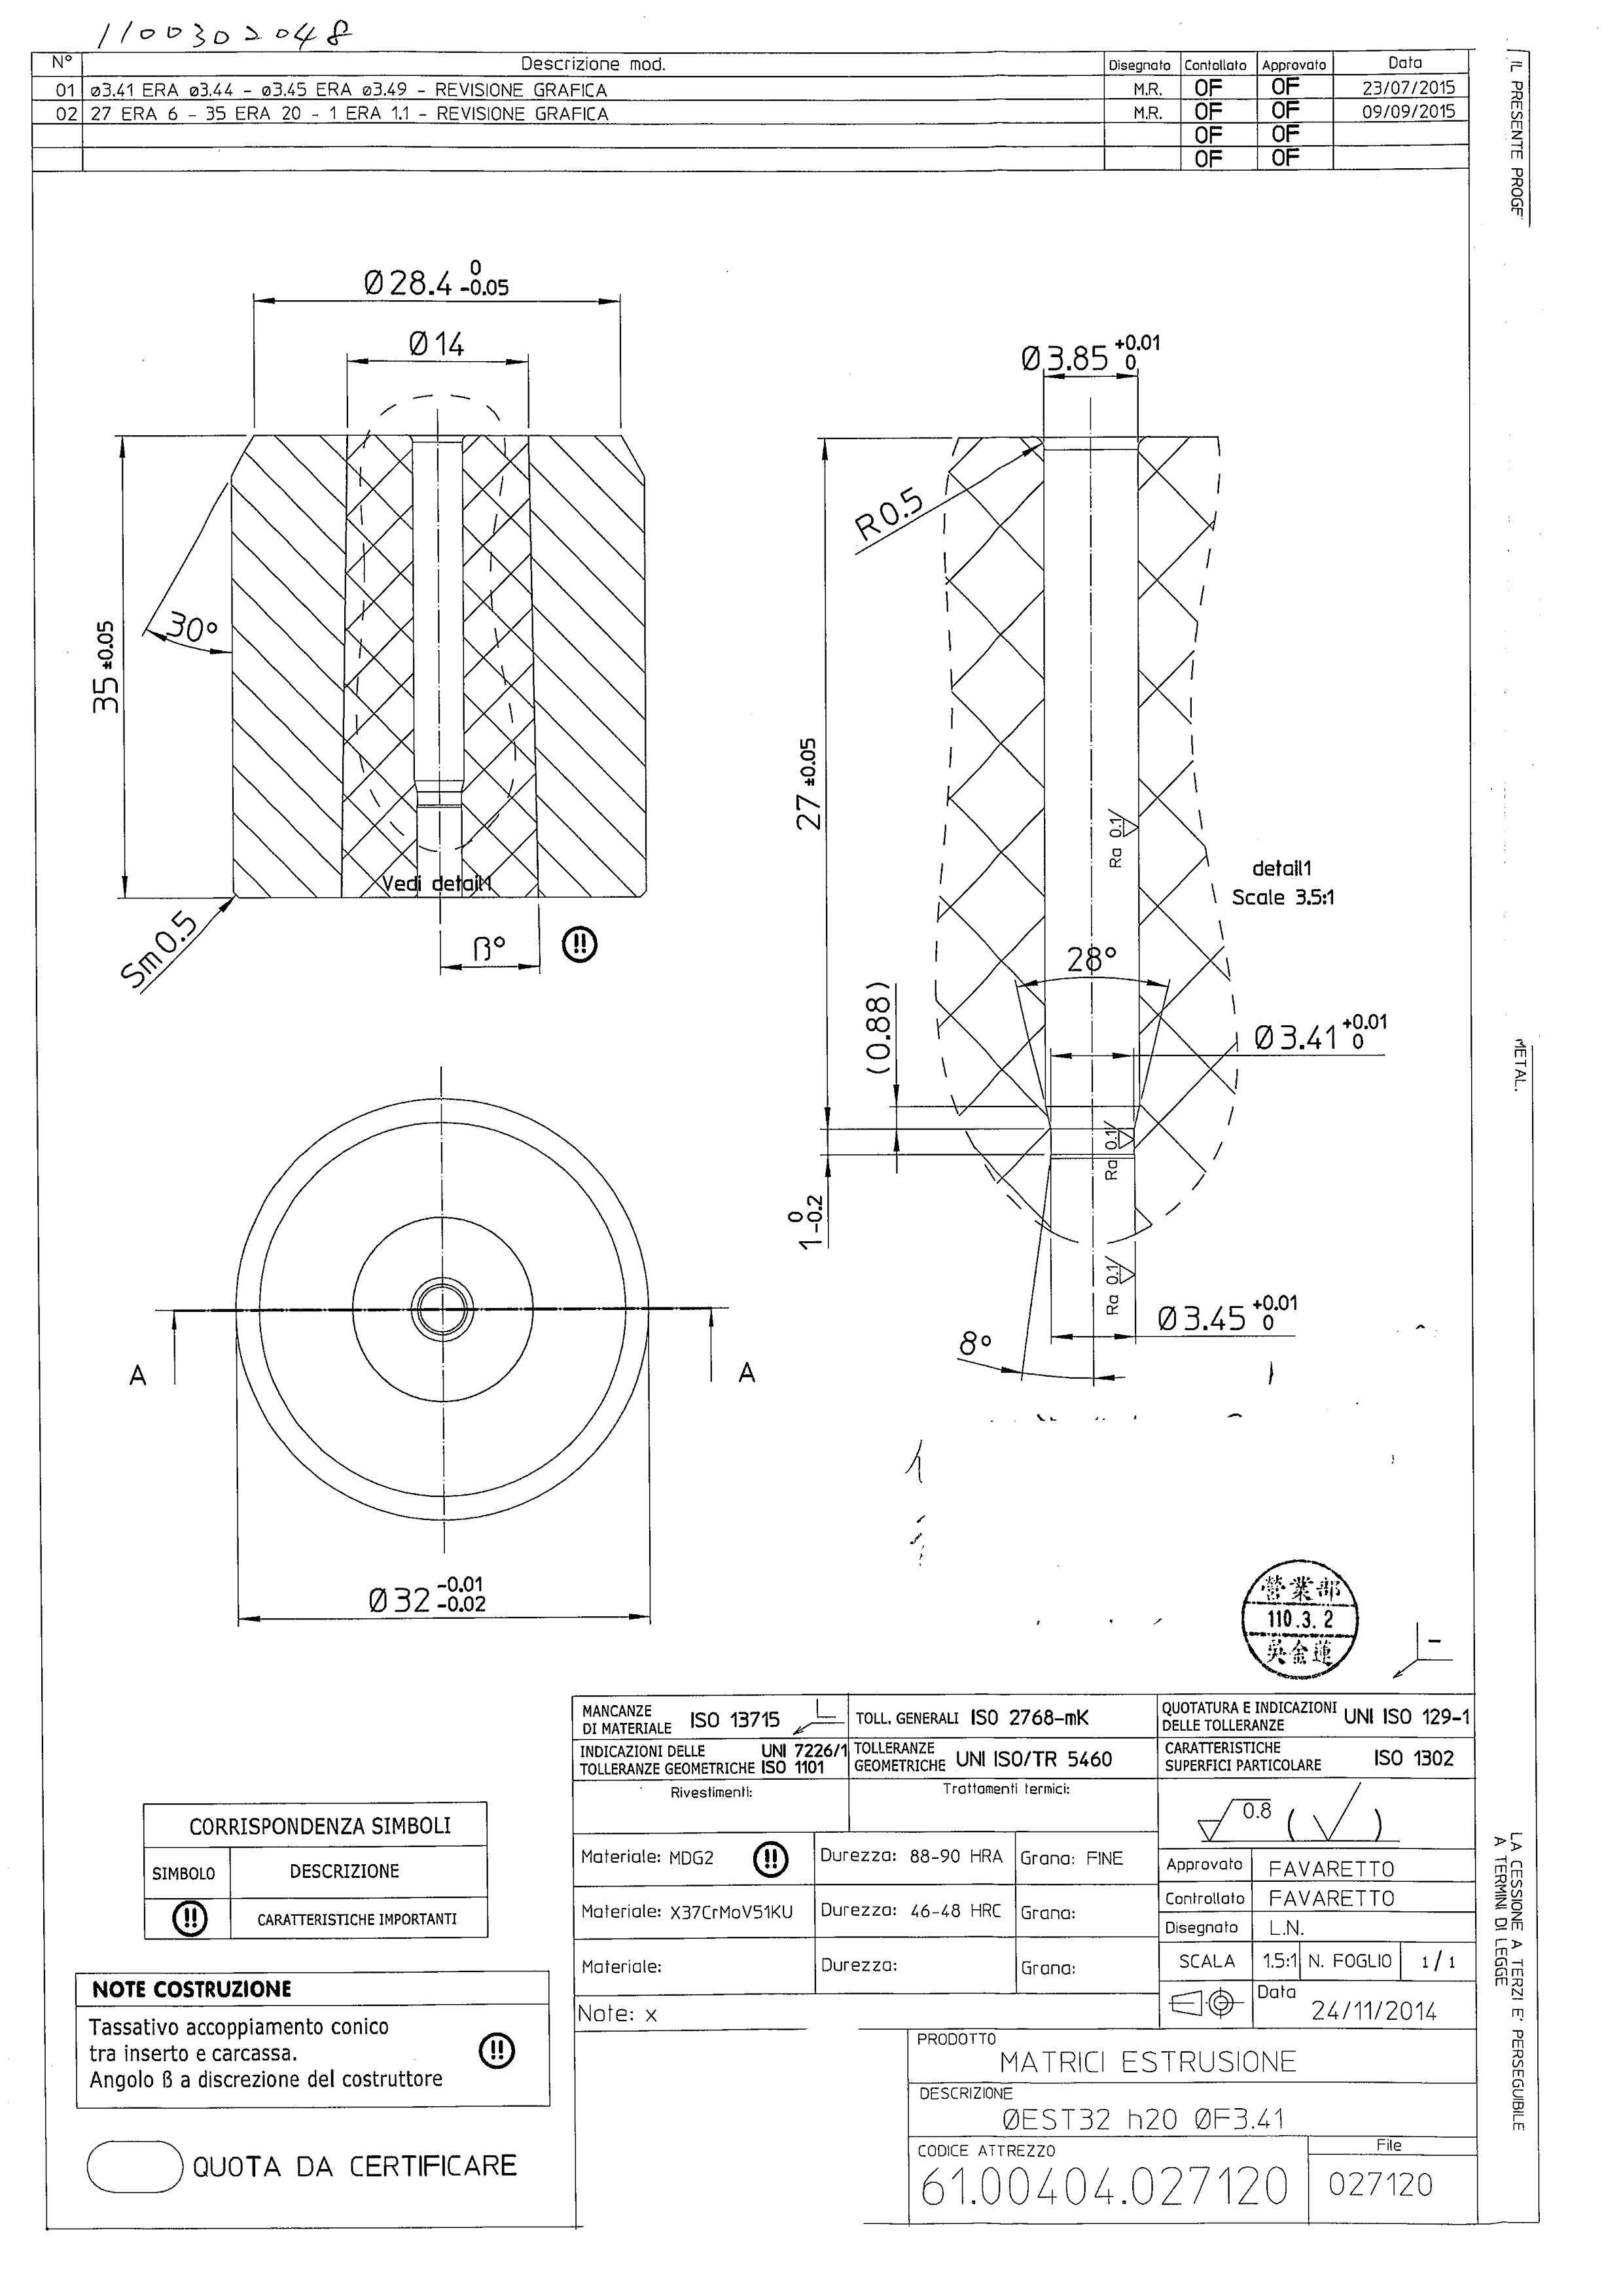 1100302048
N° Descrizione mod. Disegnato Contollato Approvato Data
01 ø3.41 ERA ø3.44 - ø3.45 ERA ø3.49 - REVISIONE GRAFICA M.R. OF OF 23/07/2015
02 27 ERA 6 - 35 ERA 20 - 1 ERA 1.1 - REVISIONE GRAFICA M.R. OF OF 09/09/2015
OF OF
OF OF
IL PRESENTE PROGE
Ø28.4 0 -0.05
Ø14
35 ±0.05
30°
Sm0.5
Vedi detail1
ß°
!!
Ø3.85 +0.01 0
R0.5
27 ±0.05
Ra 0.1
detail1
Scale 3.5:1
28°
(0.88)
Ø3.41 +0.01 0
Ra 0.1
1 0 -0.2
Ra 0.1
Ø3.45 +0.01 0
8°
METAL.
A A
Ø32 -0.01 -0.02
營業部
110.3.2
吳金蓮
MANCANZE DI MATERIALE ISO 13715
TOLL. GENERALI ISO 2768-mK
QUOTATURA E INDICAZIONI DELLE TOLLERANZE UNI ISO 129-1
INDICAZIONI DELLE TOLLERANZE GEOMETRICHE UNI 7226/1 ISO 1101
TOLLERANZE GEOMETRICHE UNI ISO/TR 5460
CARATTERISTICHE SUPERFICI PARTICOLARE ISO 1302
Rivestimenti: Trattamenti termici:
0.8 ( )
Materiale: MDG2 !! Durezza: 88-90 HRA Grana: FINE
Materiale: X37CrMoV51KU Durezza: 46-48 HRC Grana:
Materiale: Durezza: Grana:
Note: x
Approvato FAVARETTO
Controllato FAVARETTO
Disegnato L.N.
SCALA 1.5:1 N. FOGLIO 1/1
Data 24/11/2014
PRODOTTO
MATRICI ESTRUSIONE
DESCRIZIONE
ØEST32 h20 ØF3.41
CODICE ATTREZZO
61.00404.027120
File
027120
CORRISPONDENZA SIMBOLI
SIMBOLO DESCRIZIONE
!! CARATTERISTICHE IMPORTANTI
NOTE COSTRUZIONE
Tassativo accoppiamento conico
tra inserto e carcassa.
Angolo ß a discrezione del costruttore
!!
QUOTA DA CERTIFICARE
LA CESSIONE A TERZI E' PERSEGUIBILE
A TERMINI DI LEGGE